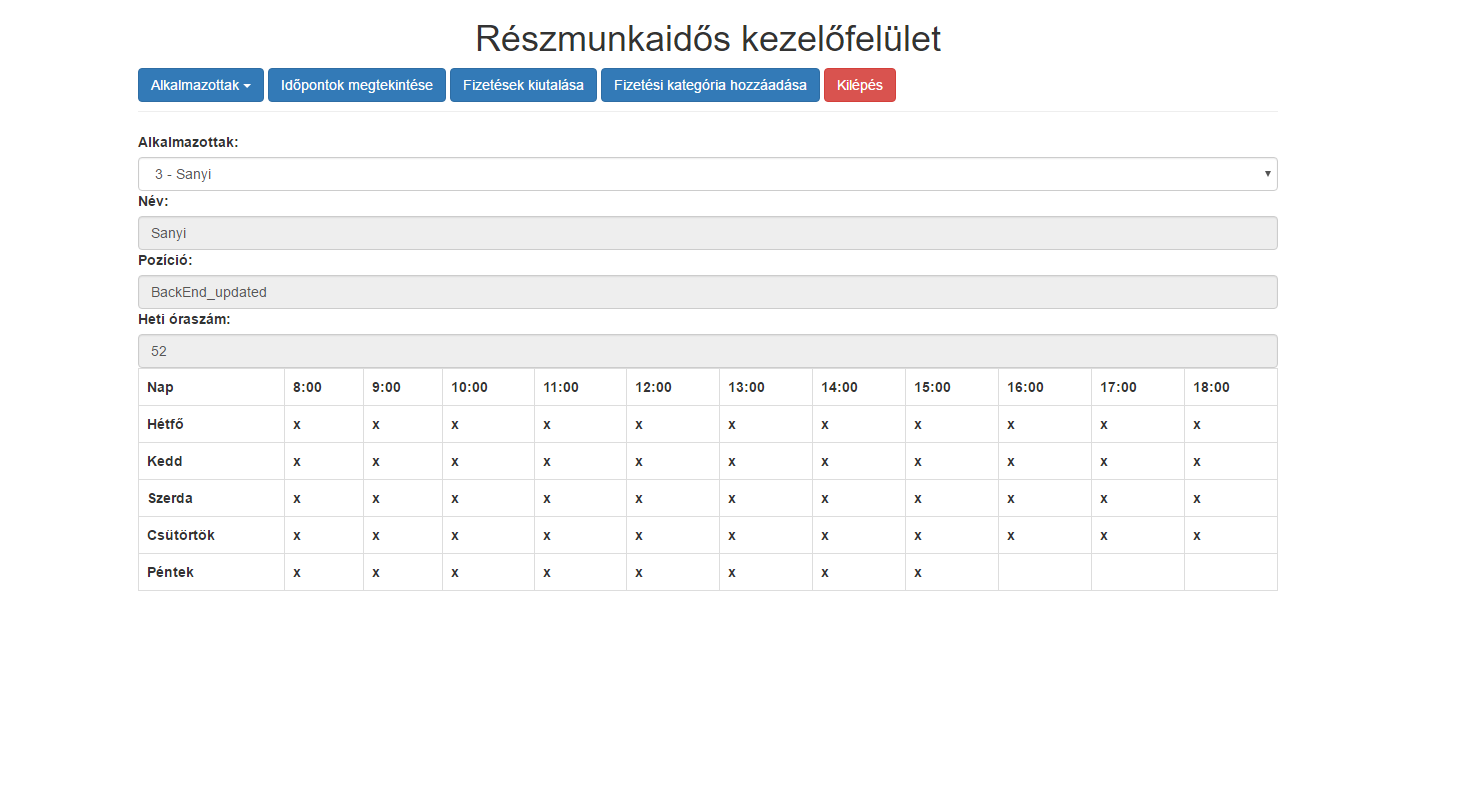 Részmunkaidős kezelőfelület
Alkalmazottak Időpontok megtekintése Fizetések kiutalása Fizetési kategória hozzáadása Kilépés
Alkalmazottak:
3 - Sanyi
Név:
Sanyi
Pozíció:
BackEnd_updated
Heti óraszám:
52
Nap 8:00 9:00 10:00 11:00 12:00 13:00 14:00 15:00 16:00 17:00 18:00
Hétfő x x x x x x x x x x x
Kedd x x x x x x x x x x x
Szerda x x x x x x x x x x x
Csütörtök x x x x x x x x x x x
Péntek x x x x x x x x